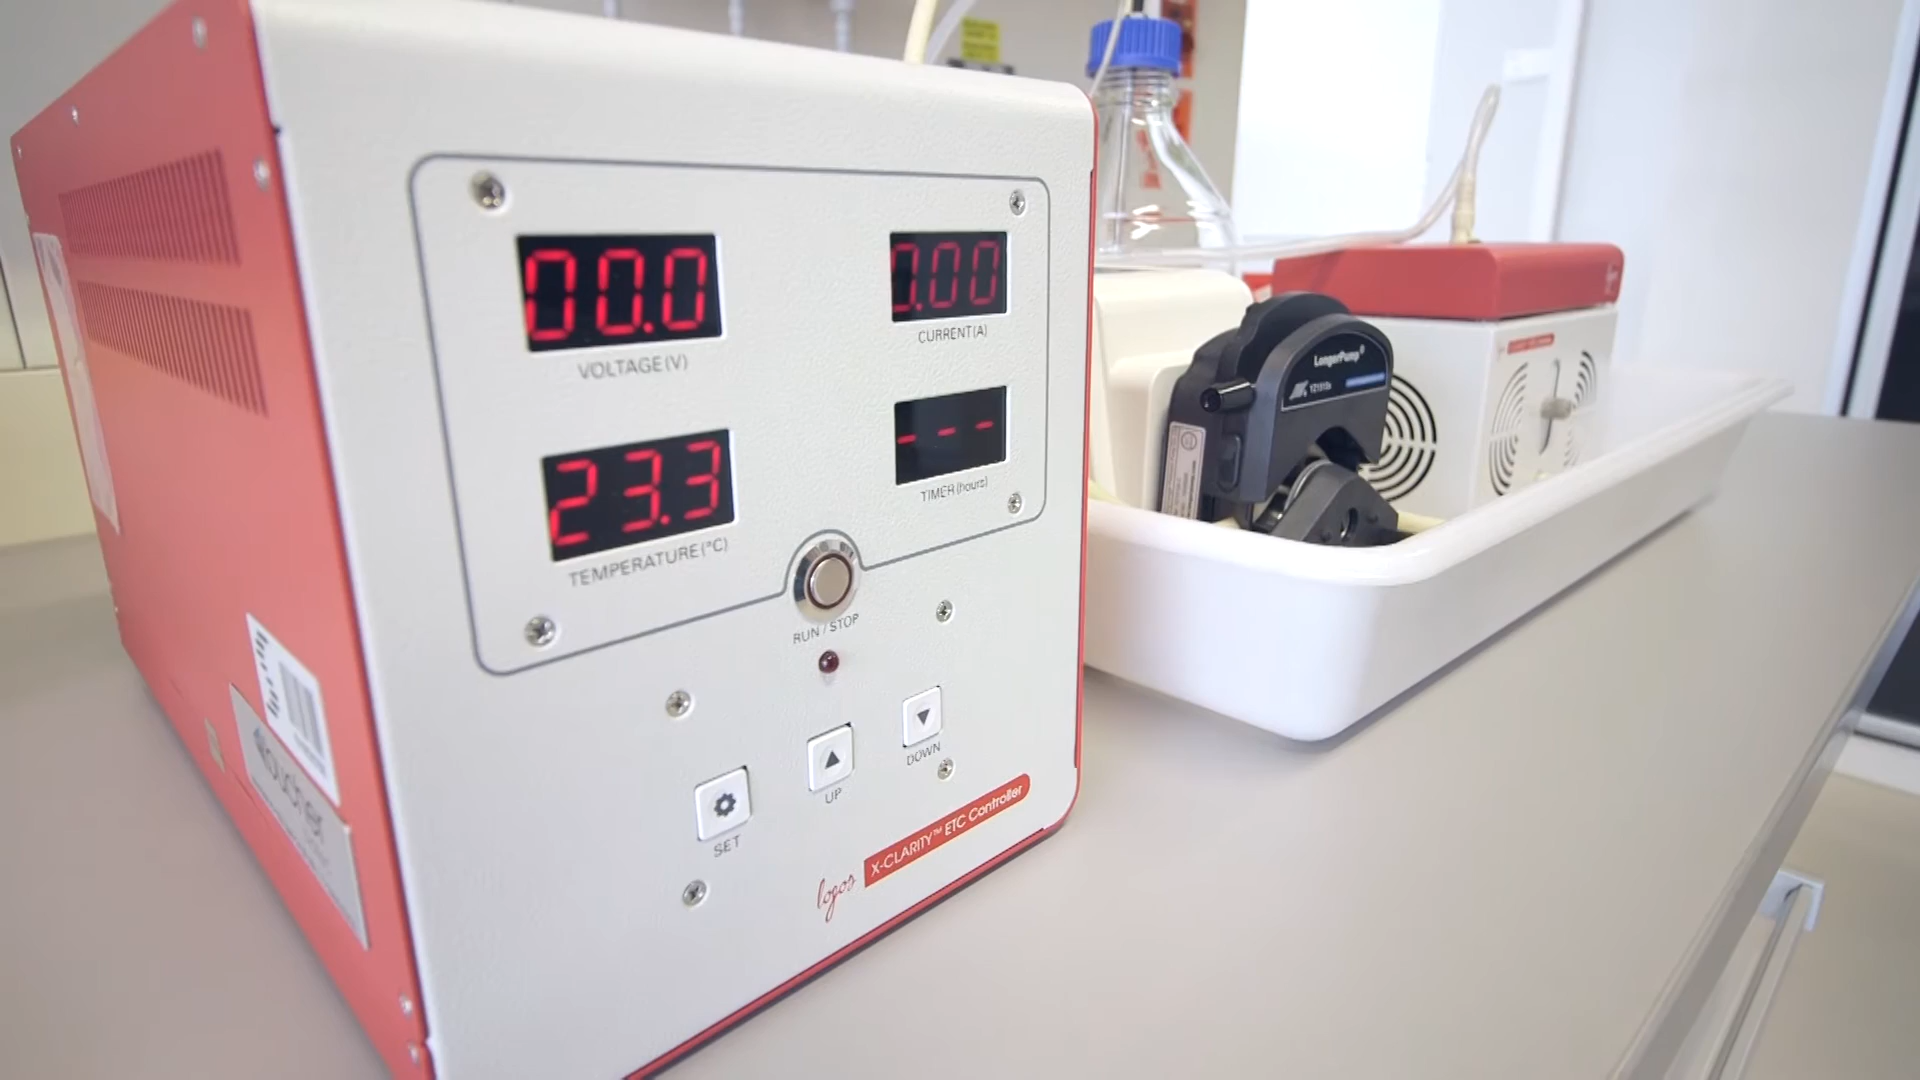 00.0
VOLTAGE(V)
0.00
CURRENT(A)
23.3
TEMPERATURE(°C)
- - -
TIMER(hours)
RUN / STOP
SET
UP
DOWN
logos
X-CLARITY™ ETC Controller
LongerPump®